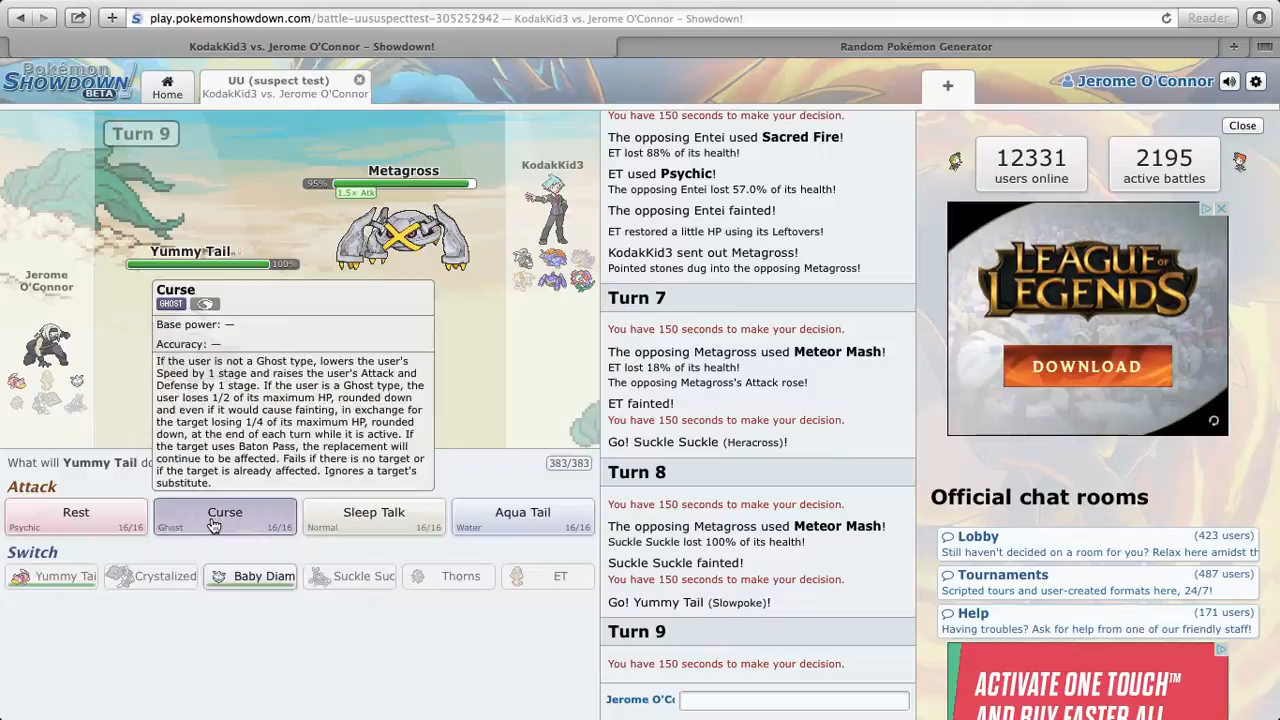 play.pokemonshowdown.com/battle-uususpecttest-305252942 — KodakKid3 vs. Jerome O'Connor – Showdown!
Reader
KodakKid3 vs. Jerome O'Connor – Showdown!
Random Pokémon Generator
Pokémon
SHOWDOWN
BETA
Home
UU (suspect test)
KodakKid3 vs. Jerome O'Connor
Jerome O'Connor
Turn 9
Metagross
95%
1.5× Atk
KodakKid3
Yummy Tail
100%
Jerome
O'Connor
Curse
GHOST
Base power: —
Accuracy: —
If the user is not a Ghost type, lowers the user's
Speed by 1 stage and raises the user's Attack and
Defense by 1 stage. If the user is a Ghost type, the
user loses 1/2 of its maximum HP, rounded down
and even if it would cause fainting, in exchange for
the target losing 1/4 of its maximum HP, rounded
down, at the end of each turn while it is active. If
the target uses Baton Pass, the replacement will
continue to be affected. Fails if there is no target or
if the target is already affected. Ignores a target's
substitute.
What will Yummy Tail do
383/383
Attack
Rest
Psychic 16/16
Curse
Ghost 16/16
Sleep Talk
Normal 16/16
Aqua Tail
Water 16/16
Switch
Yummy Tai
Crystalized
Baby Diam
Suckle Suc
Thorns
ET
You have 150 seconds to make your decision.
The opposing Entei used Sacred Fire!
ET lost 88% of its health!
ET used Psychic!
The opposing Entei lost 57.0% of its health!
The opposing Entei fainted!
ET restored a little HP using its Leftovers!
KodakKid3 sent out Metagross!
Pointed stones dug into the opposing Metagross!
Turn 7
You have 150 seconds to make your decision.
The opposing Metagross used Meteor Mash!
ET lost 18% of its health!
The opposing Metagross's Attack rose!
ET fainted!
You have 150 seconds to make your decision.
Go! Suckle Suckle (Heracross)!
Turn 8
You have 150 seconds to make your decision.
The opposing Metagross used Meteor Mash!
Suckle Suckle lost 100% of its health!
Suckle Suckle fainted!
You have 150 seconds to make your decision.
Go! Yummy Tail (Slowpoke)!
Turn 9
You have 150 seconds to make your decision.
Jerome O'Co
Close
12331
users online
2195
active battles
LEAGUE of
LEGENDS
DOWNLOAD
Official chat rooms
Lobby (423 users)
Still haven't decided on a room for you? Relax here amidst th
Tournaments (487 users)
Scripted tours and user-created formats here, 24/7!
Help (171 users)
Having troubles? Ask for help from one of our friendly staff!
ACTIVATE ONE TOUCH™
AND BUY FASTER ALL